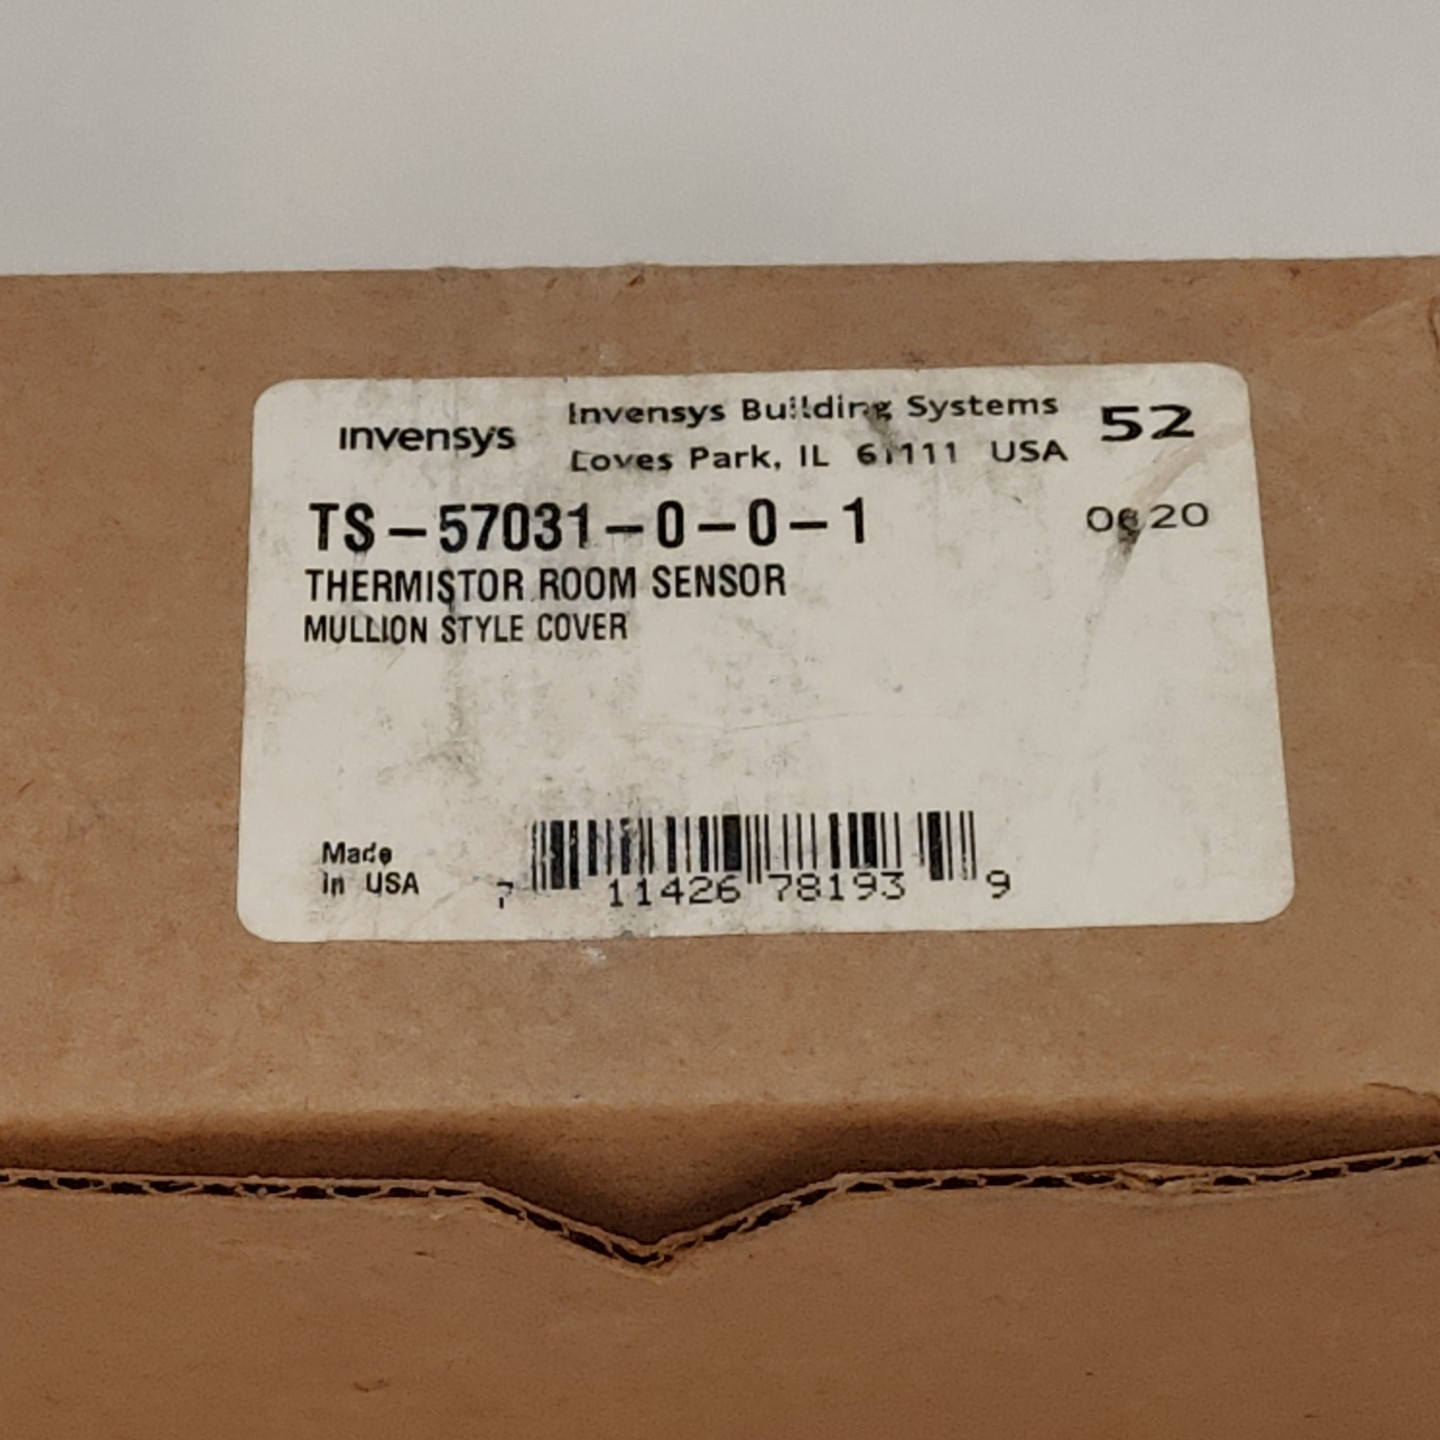 invensys
Invensys Building Systems
Loves Park, IL 61111 USA
52
TS-57031-0-0-1
0620
THERMISTOR ROOM SENSOR
MULLION STYLE COVER
Made
in USA
7 11426 78193 9